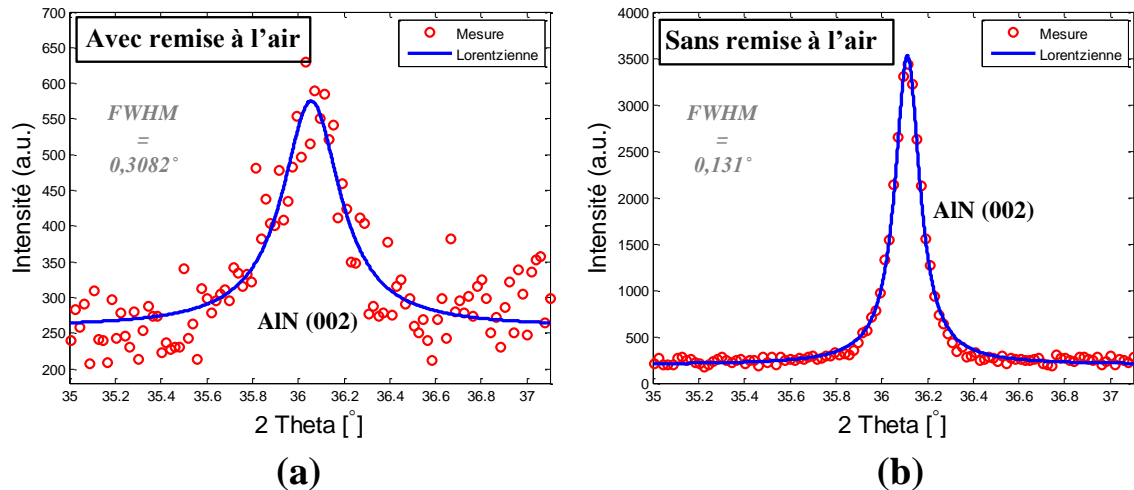 Avec remise à l'air
Mesure
Lorentzienne
FWHM
=
0,3082°
AlN (002)
Intensité (a.u.)
700
650
600
550
500
450
400
350
300
250
200
35 35.2 35.4 35.6 35.8 36 36.2 36.4 36.6 36.8 37
2 Theta [°]
(a)
Sans remise à l'air
Mesure
Lorentzienne
FWHM
=
0,131°
AlN (002)
Intensité (a.u.)
4000
3500
3000
2500
2000
1500
1000
500
0
35 35.2 35.4 35.6 35.8 36 36.2 36.4 36.6 36.8 37
2 Theta [°]
(b)